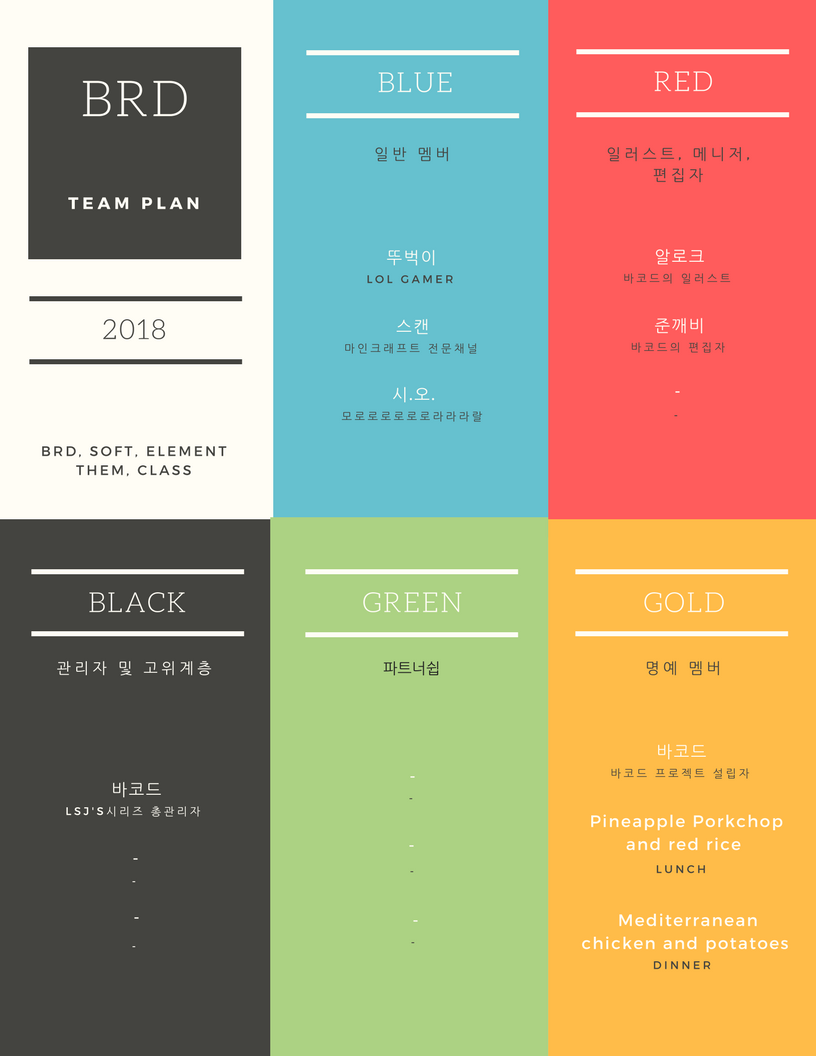 BRD
TEAM PLAN
2018
BRD, SOFT, ELEMENT
THEM, CLASS
BLUE
일반 멤버
뚜벅이
LOL GAMER
스캔
마인크래프트 전문채널
시.오.
모로로로로로로라라라랄
RED
일러스트, 메니저,
편집자
알로크
바코드의 일러스트
준깨비
바코드의 편집자
-
-
BLACK
관리자 및 고위계층
바코드
LSJ'S시리즈 총관리자
-
-
-
-
GREEN
파트너쉽
-
-
-
-
-
-
GOLD
명예 멤버
바코드
바코드 프로젝트 설립자
Pineapple Porkchop
and red rice
LUNCH
Mediterranean
chicken and potatoes
DINNER